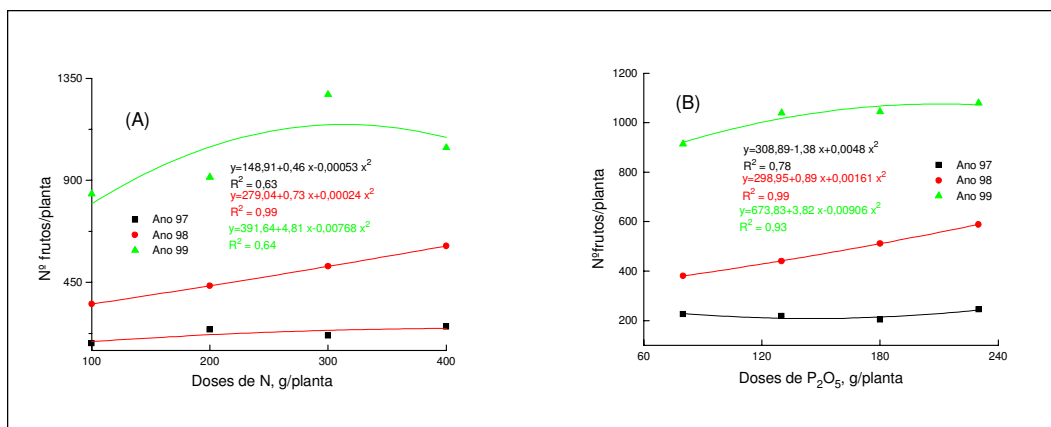 (A)
1350
900
450
Nº frutos/planta
y=148,91+0,46 x-0,00053 x²
R² = 0,63
y=279,04+0,73 x+0,00024 x²
R² = 0,99
y=391,64+4,81 x-0,00768 x²
R² = 0,64
Ano 97
Ano 98
Ano 99
100 200 300 400
Doses de N, g/planta
(B)
1200
1000
800
600
400
200
Nºfrutos/planta
y=308,89-1,38 x+0,0048 x²
R² = 0,78
y=298,95+0,89 x+0,00161 x²
R² = 0,99
y=673,83+3,82 x-0,00906 x²
R² = 0,93
Ano 97
Ano 98
Ano 99
60 120 180 240
Doses de P₂O₅, g/planta